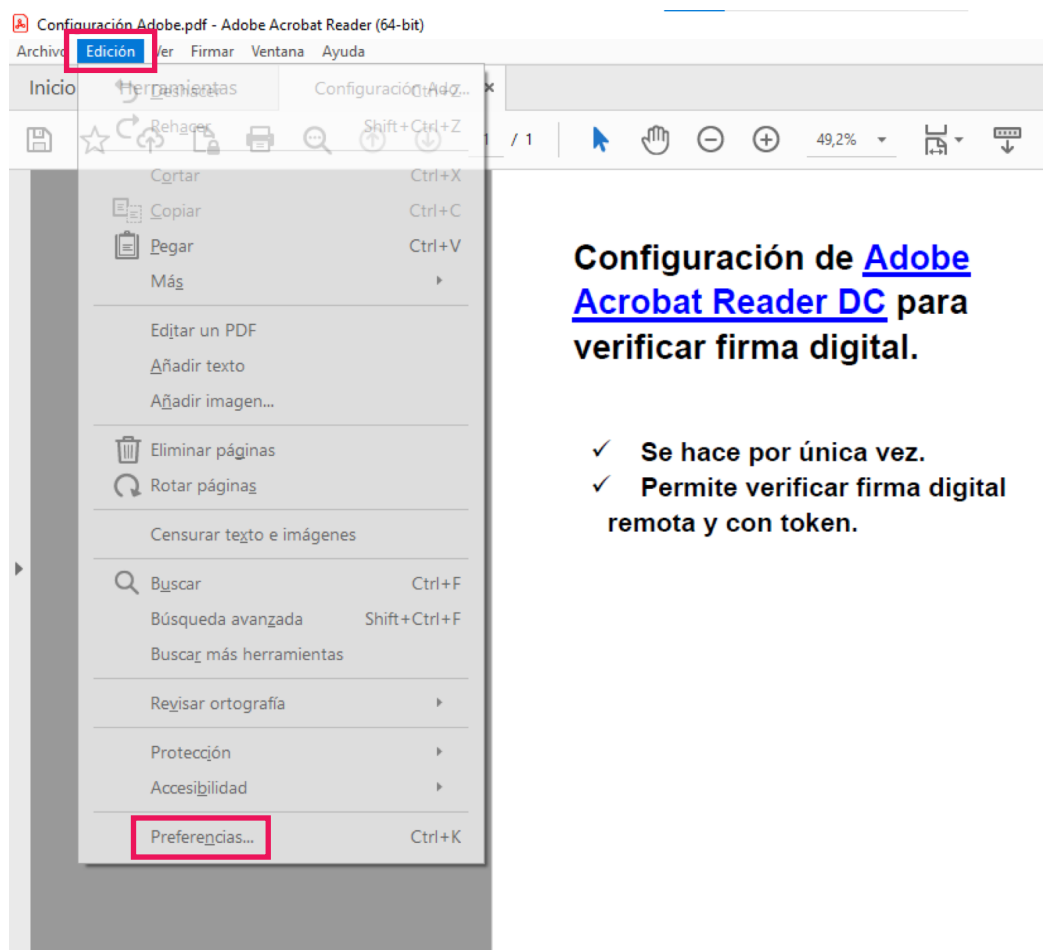 Configuración Adobe.pdf - Adobe Acrobat Reader (64-bit)
Archivo Edición Ver Firmar Ventana Ayuda
Inicio Herramientas Configuración Ado... ×
Deshacer Ctrl+Z
Rehacer Shift+Ctrl+Z
1 / 1 49,2%
Cortar Ctrl+X
Copiar Ctrl+C
Pegar Ctrl+V
Más
Editar un PDF
Añadir texto
Añadir imagen...
Eliminar páginas
Rotar páginas
Censurar texto e imágenes
Buscar Ctrl+F
Búsqueda avanzada Shift+Ctrl+F
Buscar más herramientas
Revisar ortografía
Protección
Accesibilidad
Preferencias... Ctrl+K
Configuración de Adobe
Acrobat Reader DC para
verificar firma digital.
✓ Se hace por única vez.
✓ Permite verificar firma digital
remota y con token.